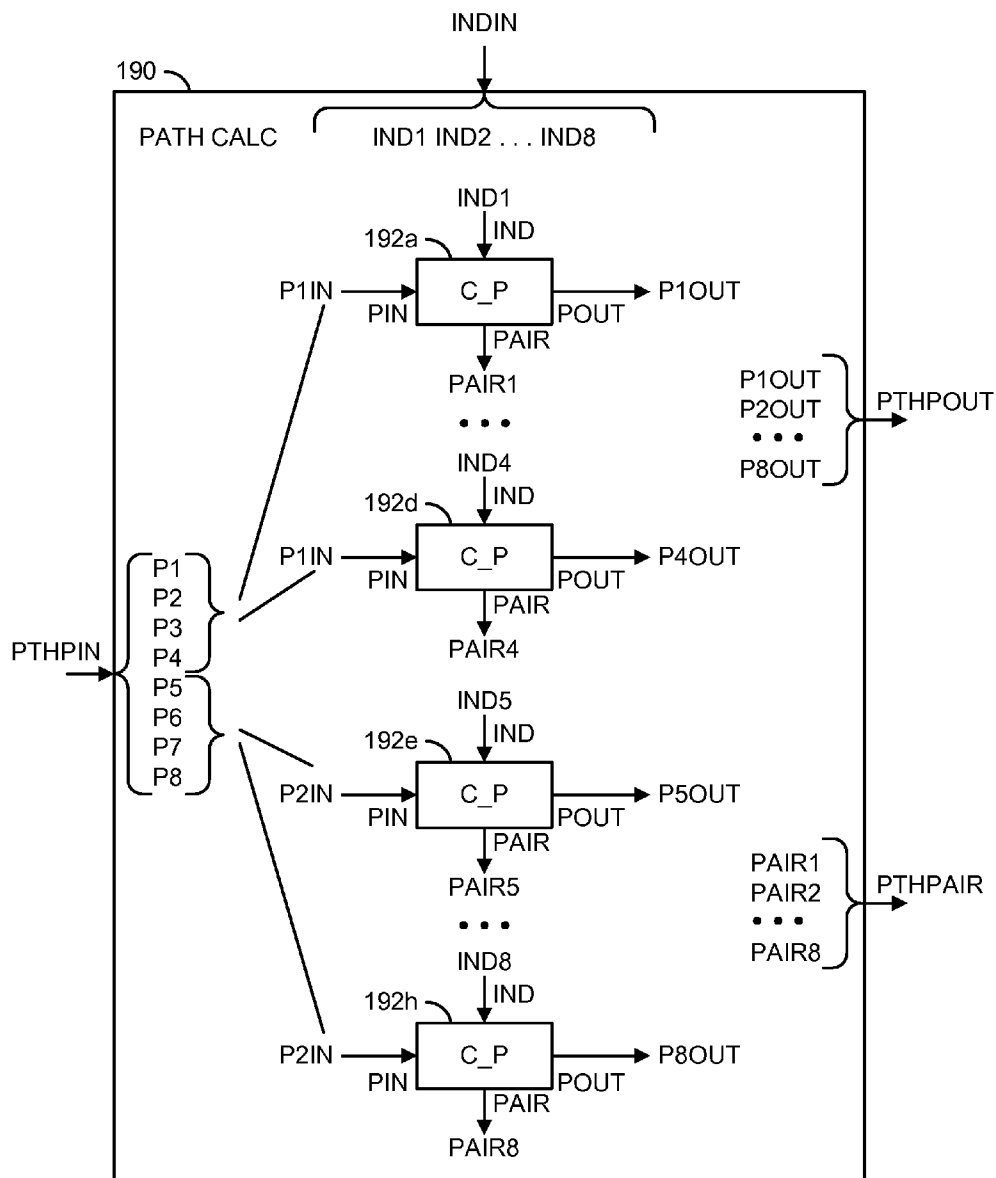 INDIN
190
PATH CALC
IND1 IND2 . . . IND8
IND1
IND
192a
P1IN
C_P
P1OUT
PIN
POUT
PAIR
PAIR1
• • •
P1OUT
P2OUT
• • •
P8OUT
PTHPOUT
IND4
IND
192d
P1IN
C_P
P4OUT
PIN
POUT
PAIR
PAIR4
PTHPIN
P1
P2
P3
P4
P5
P6
P7
P8
IND5
IND
192e
P2IN
C_P
P5OUT
PIN
POUT
PAIR
PAIR5
• • •
PAIR1
PAIR2
• • •
PAIR8
PTHPAIR
IND8
IND
192h
P2IN
C_P
P8OUT
PIN
POUT
PAIR
PAIR8